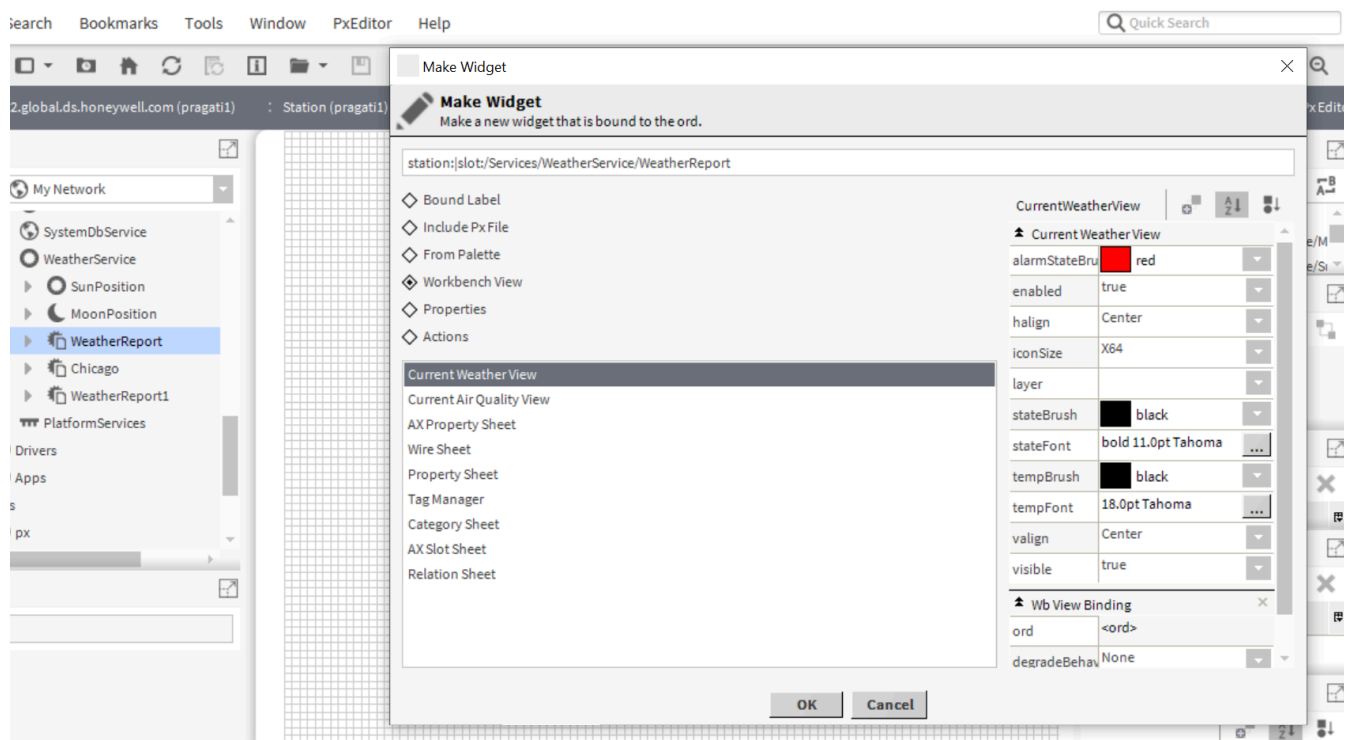 Search Bookmarks Tools Window PxEditor Help
Quick Search
2.global.ds.honeywell.com (pragati1) : Station (pragati1)
Px Edit
Make Widget
Make Widget
Make a new widget that is bound to the ord.
station:|slot:/Services/WeatherService/WeatherReport
My Network
SystemDbService
WeatherService
SunPosition
MoonPosition
WeatherReport
Chicago
WeatherReport1
PlatformServices
Drivers
Apps
s
px
Bound Label
Include Px File
From Palette
Workbench View
Properties
Actions
Current Weather View
Current Air Quality View
AX Property Sheet
Wire Sheet
Property Sheet
Tag Manager
Category Sheet
AX Slot Sheet
Relation Sheet
CurrentWeatherView
Current Weather View
alarmStateBru red
enabled true
halign Center
iconSize X64
layer
stateBrush black
stateFont bold 11.0pt Tahoma ...
tempBrush black
tempFont 18.0pt Tahoma ...
valign Center
visible true
Wb View Binding
ord <ord>
degradeBehav None
OK Cancel
e/M